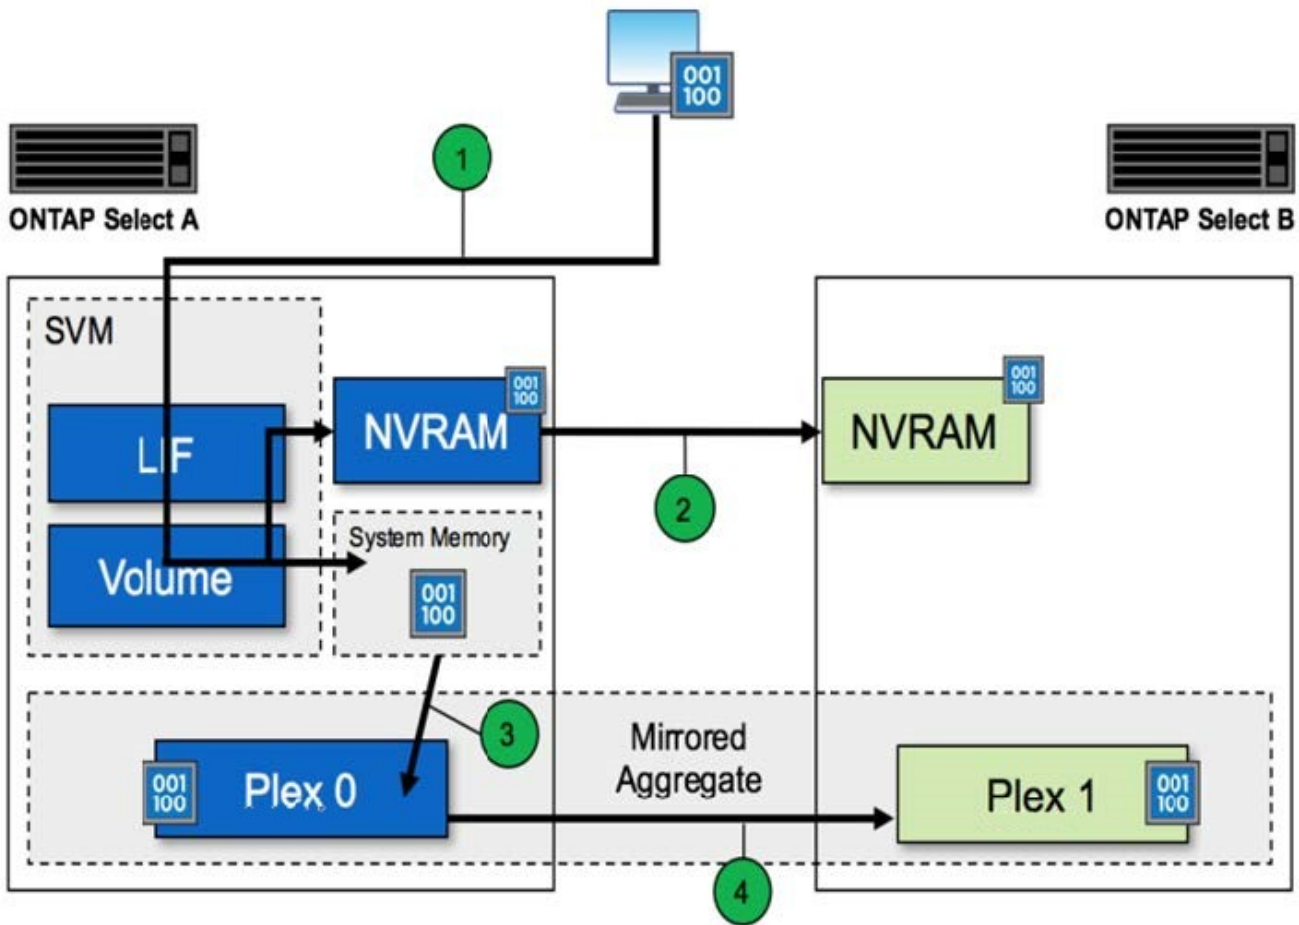 001
100
1
ONTAP Select A
ONTAP Select B
SVM
001
100
001
100
LIF
NVRAM
NVRAM
2
System Memory
Volume
001
100
3
Mirrored
Aggregate
001
100
Plex 0
Plex 1
001
100
4